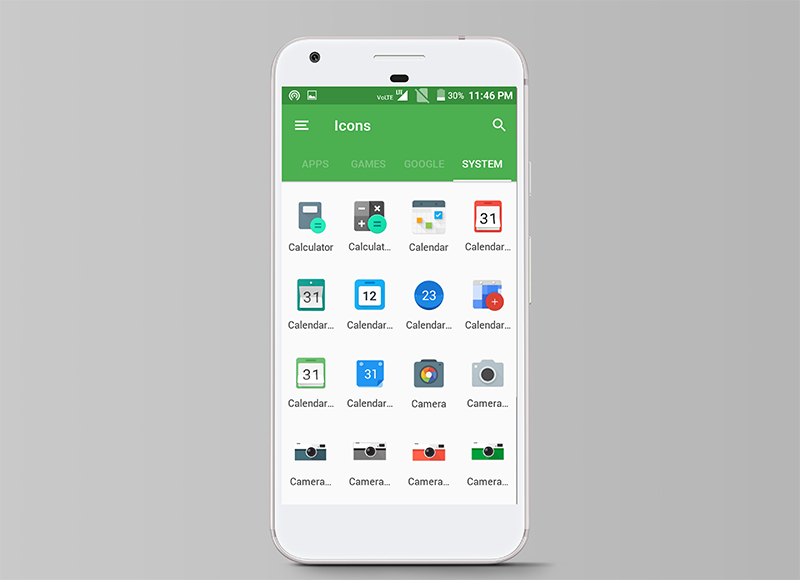 VoLTE LTE 30% 11:46 PM
Icons
APPS GAMES GOOGLE SYSTEM
31
Calculator Calculat... Calendar Calendar...
31 12 23
Calendar... Calendar... Calendar... Calendar...
31 31
Calendar... Calendar... Camera Camera...
Camera... Camera... Camera... Camera...